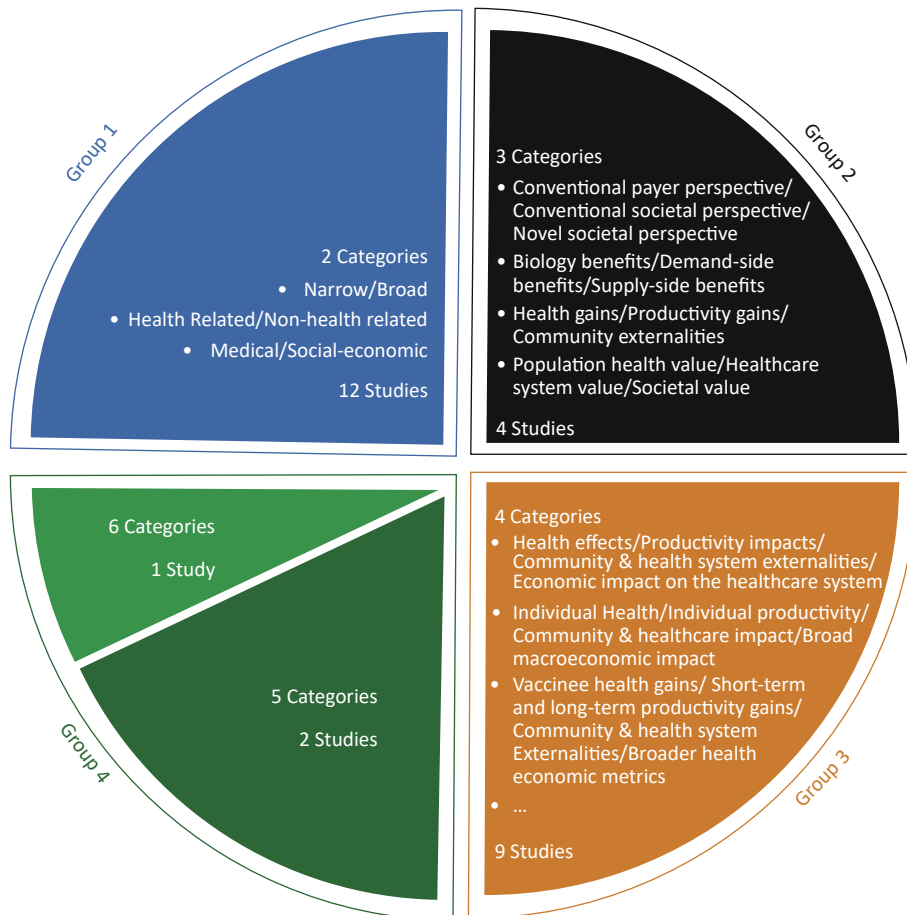 Group 1
2 Categories
• Narrow/Broad
• Health Related/Non-health related
• Medical/Social-economic
12 Studies
Group 2
3 Categories
• Conventional payer perspective/
Conventional societal perspective/
Novel societal perspective
• Biology benefits/Demand-side
benefits/Supply-side benefits
• Health gains/Productivity gains/
Community externalities
• Population health value/Healthcare
system value/Societal value
4 Studies
6 Categories
1 Study
5 Categories
2 Studies
Group 4
4 Categories
• Health effects/Productivity impacts/
Community & health system externalities/
Economic impact on the healthcare system
• Individual Health/Individual productivity/
Community & healthcare impact/Broad
macroeconomic impact
• Vaccinee health gains/ Short-term
and long-term productivity gains/
Community & health system
Externalities/Broader health
economic metrics
• ...
9 Studies
Group 3